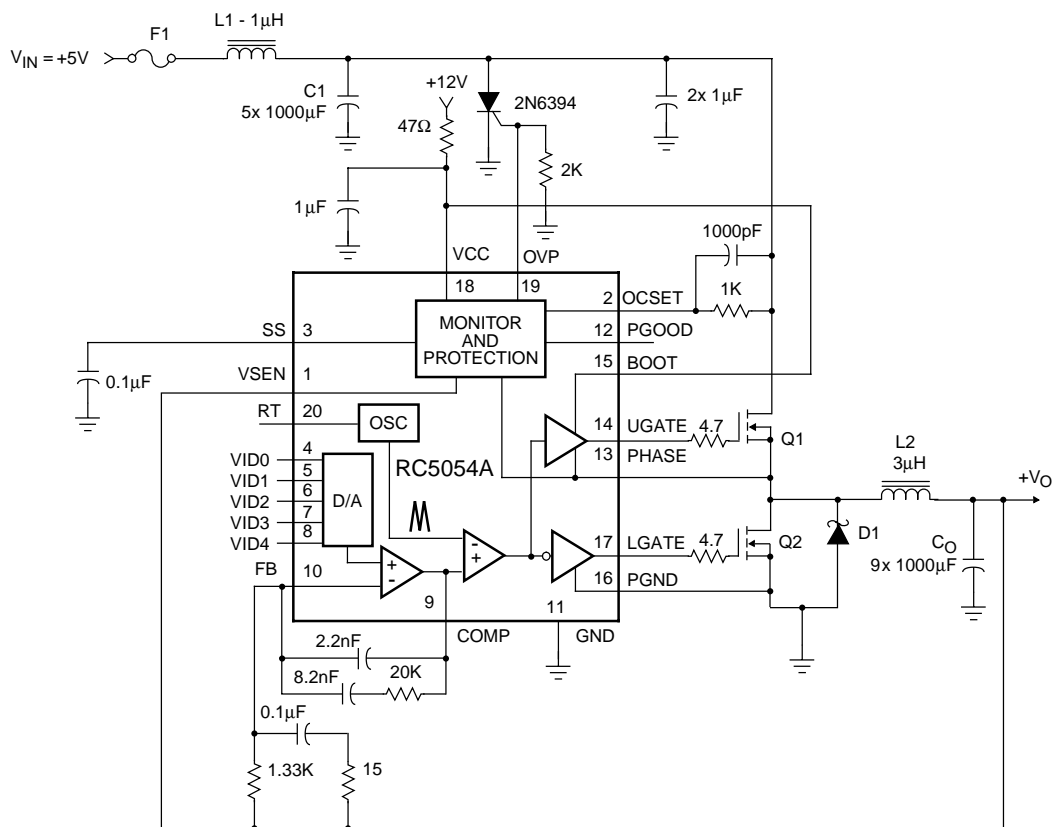 L1 - 1μH
F1
V_IN = +5V
+12V
C1
5x 1000μF
2N6394
2x 1μF
47Ω
2K
1μF
1000pF
VCC
OVP
18
19
2
OCSET
1K
MONITOR
AND
PROTECTION
SS
3
12
PGOOD
15
BOOT
0.1μF
VSEN
1
RT
20
OSC
14
UGATE
4.7
Q1
13
PHASE
L2
3μH
+V_O
RC5054A
VID0
4
VID1
5
VID2
6
VID3
7
VID4
8
D/A
-
+
17
LGATE
4.7
Q2
D1
C_O
9x 1000μF
FB
10
+
-
16
PGND
9
COMP
11
GND
2.2nF
8.2nF
20K
0.1μF
1.33K
15